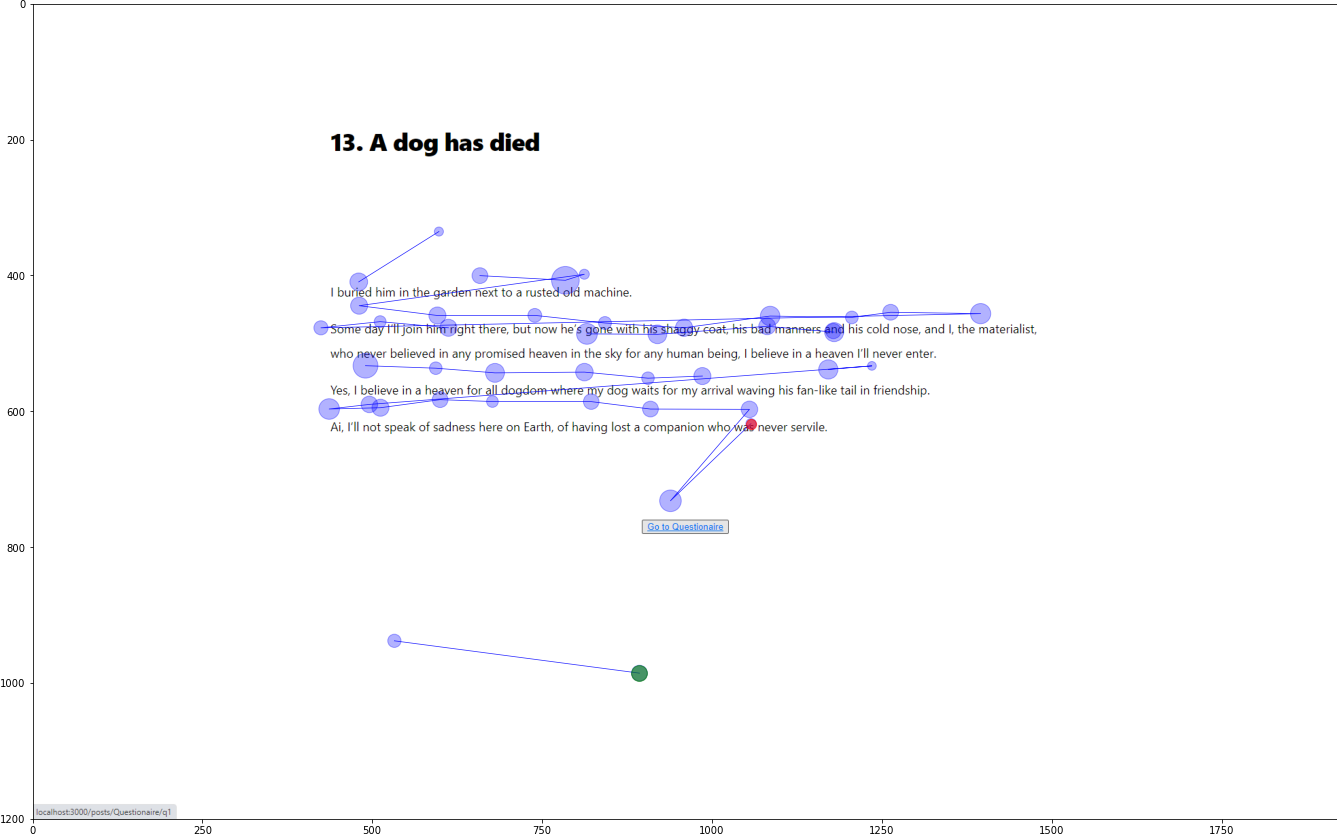 0
200
13. A dog has died
400
I buried him in the garden next to a rusted old machine.
Some day I'll join him right there, but now he's gone with his shaggy coat, his bad manners and his cold nose, and I, the materialist,
who never believed in any promised heaven in the sky for any human being, I believe in a heaven I'll never enter.
Yes, I believe in a heaven for all dogdom where my dog waits for my arrival waving his fan-like tail in friendship.
600
Ai, I'll not speak of sadness here on Earth, of having lost a companion who was never servile.
Go to Questionaire
800
1000
localhost:3000/posts/Questionaire/q1
1200
0 250 500 750 1000 1250 1500 1750